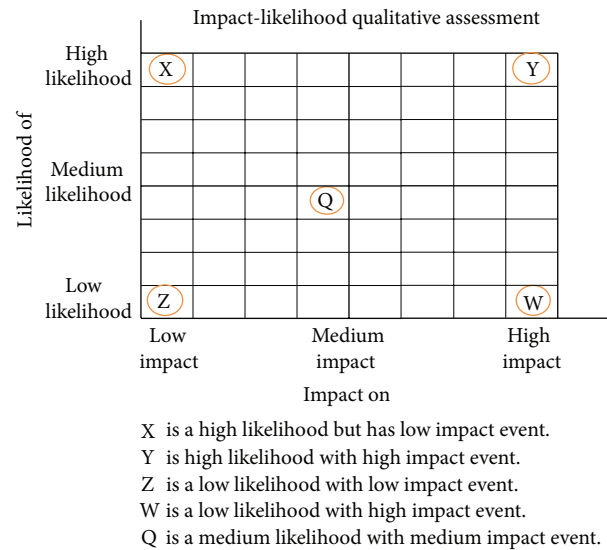 Impact-likelihood qualitative assessment
High
likelihood
X
Y
Likelihood of
Medium
likelihood
Q
Low
likelihood
Z
W
Low
impact
Medium
impact
High
impact
Impact on
X is a high likelihood but has low impact event.
Y is high likelihood with high impact event.
Z is a low likelihood with low impact event.
W is a low likelihood with high impact event.
Q is a medium likelihood with medium impact event.